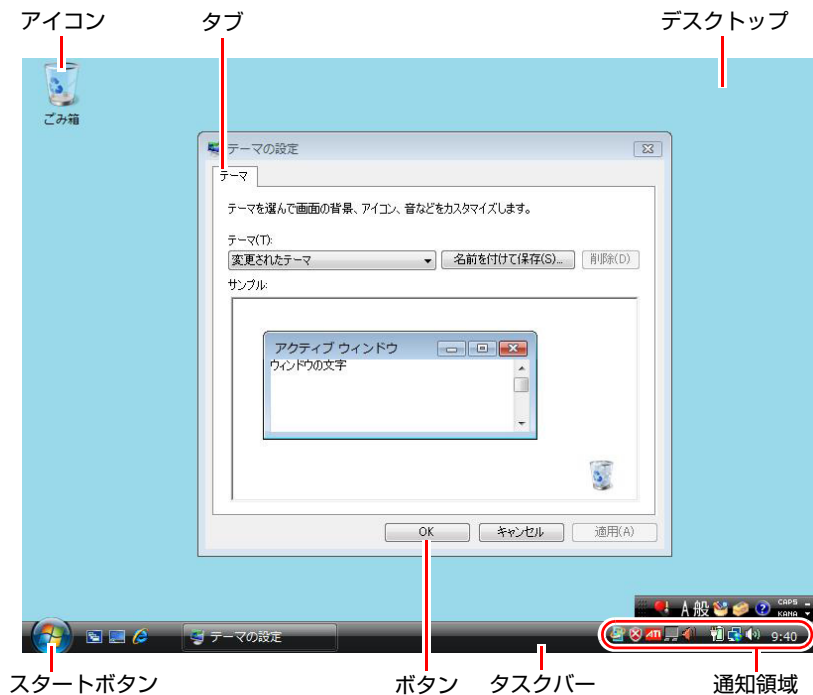 アイコン
タブ
デスクトップ
ごみ箱
テーマの設定
テーマ
テーマを選んで画面の背景、アイコン、音などをカスタマイズします。
テーマ(T):
変更されたテーマ
名前を付けて保存(S)...
削除(D)
サンプル:
アクティブ ウィンドウ
ウィンドウの文字
OK
キャンセル
適用(A)
A 般
CAPS
KANA
テーマの設定
ATI
9:40
スタートボタン
ボタン
タスクバー
通知領域